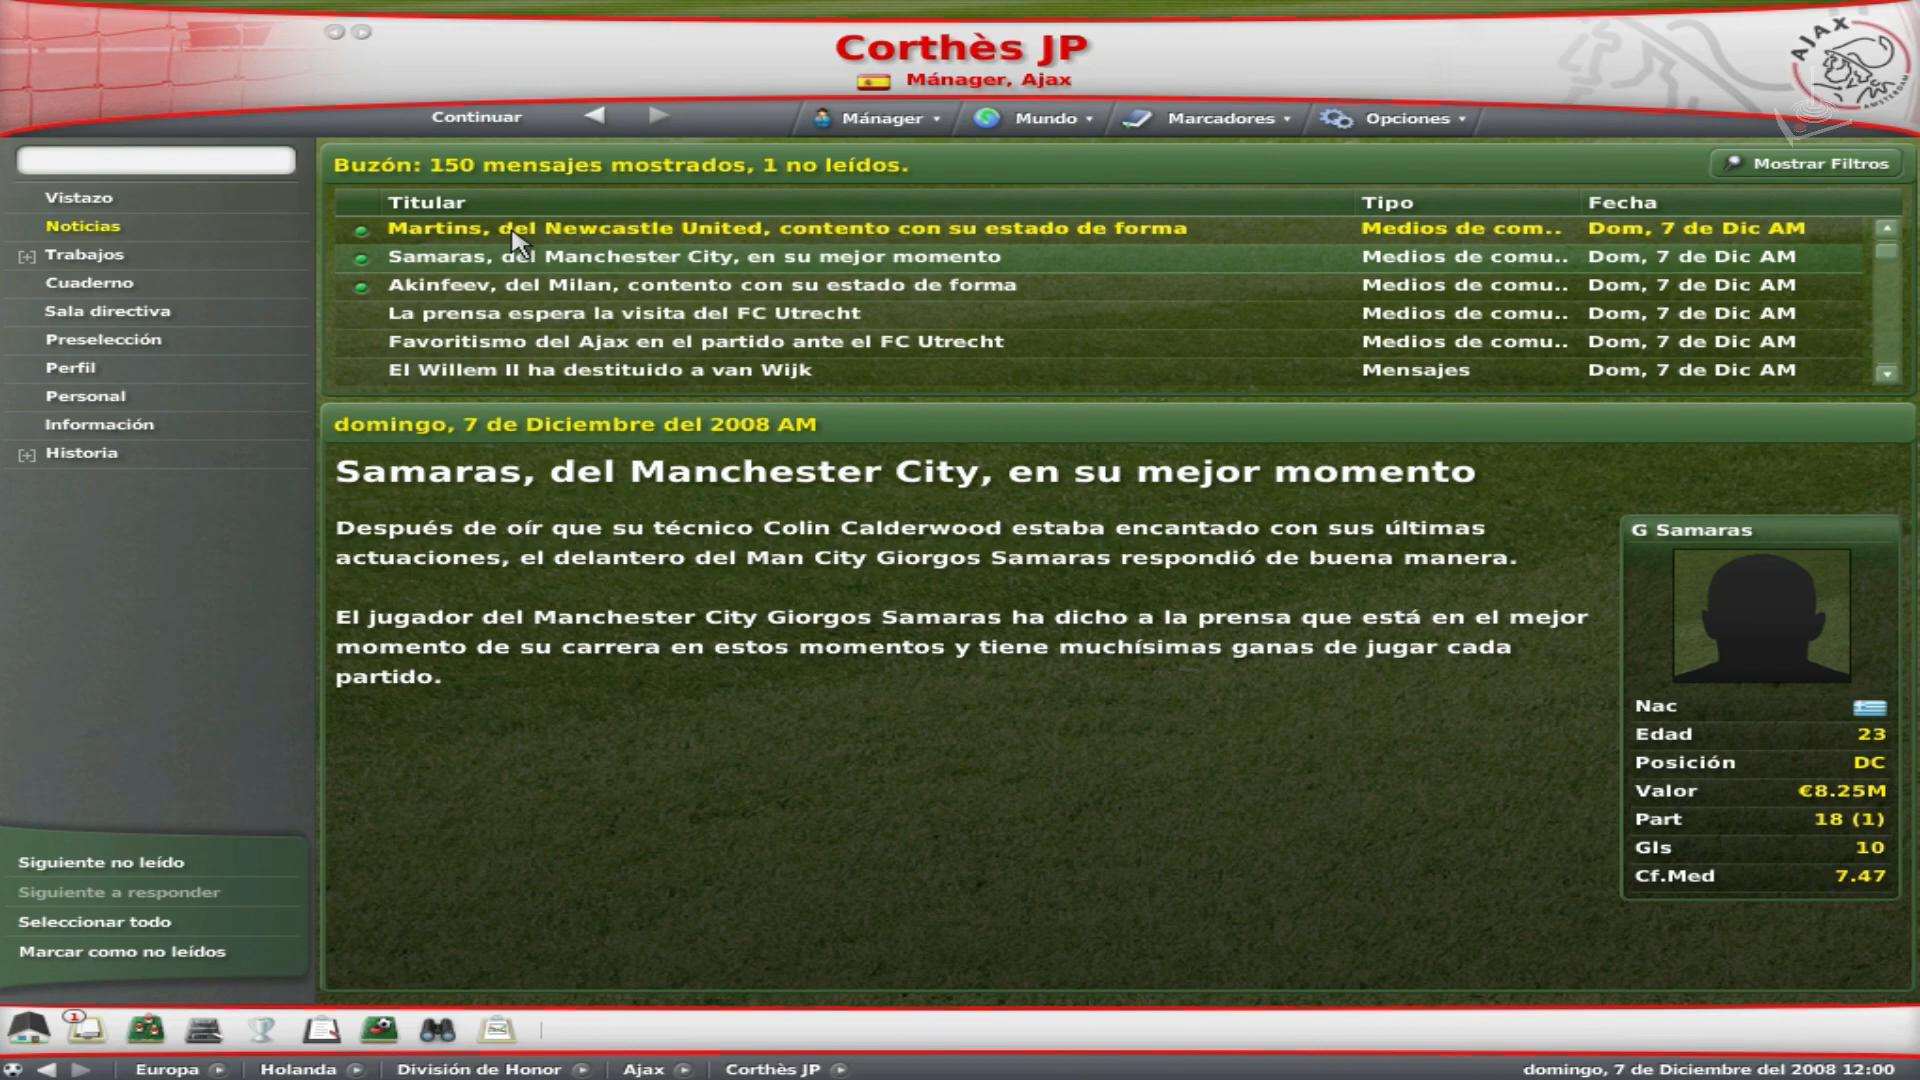 Corthès JP
Mánager, Ajax
AJAX
AMSTERDAM
Continuar
Mánager
Mundo
Marcadores
Opciones
Vistazo
Noticias
[+] Trabajos
Cuaderno
Sala directiva
Preselección
Perfil
Personal
Información
[+] Historia
Siguiente no leído
Siguiente a responder
Seleccionar todo
Marcar como no leídos
Buzón: 150 mensajes mostrados, 1 no leídos.
Mostrar Filtros
Titular Tipo Fecha
Martins, del Newcastle United, contento con su estado de forma Medios de com.. Dom, 7 de Dic AM
Samaras, del Manchester City, en su mejor momento Medios de comu.. Dom, 7 de Dic AM
Akinfeev, del Milan, contento con su estado de forma Medios de comu.. Dom, 7 de Dic AM
La prensa espera la visita del FC Utrecht Medios de comu.. Dom, 7 de Dic AM
Favoritismo del Ajax en el partido ante el FC Utrecht Medios de comu.. Dom, 7 de Dic AM
El Willem II ha destituido a van Wijk Mensajes Dom, 7 de Dic AM
domingo, 7 de Diciembre del 2008 AM
Samaras, del Manchester City, en su mejor momento
Después de oír que su técnico Colin Calderwood estaba encantado con sus últimas
actuaciones, el delantero del Man City Giorgos Samaras respondió de buena manera.
El jugador del Manchester City Giorgos Samaras ha dicho a la prensa que está en el mejor
momento de su carrera en estos momentos y tiene muchísimas ganas de jugar cada
partido.
G Samaras
Nac
Edad 23
Posición DC
Valor €8.25M
Part 18 (1)
Gls 10
Cf.Med 7.47
1
Europa
Holanda
División de Honor
Ajax
Corthès JP
domingo, 7 de Diciembre del 2008 12:00